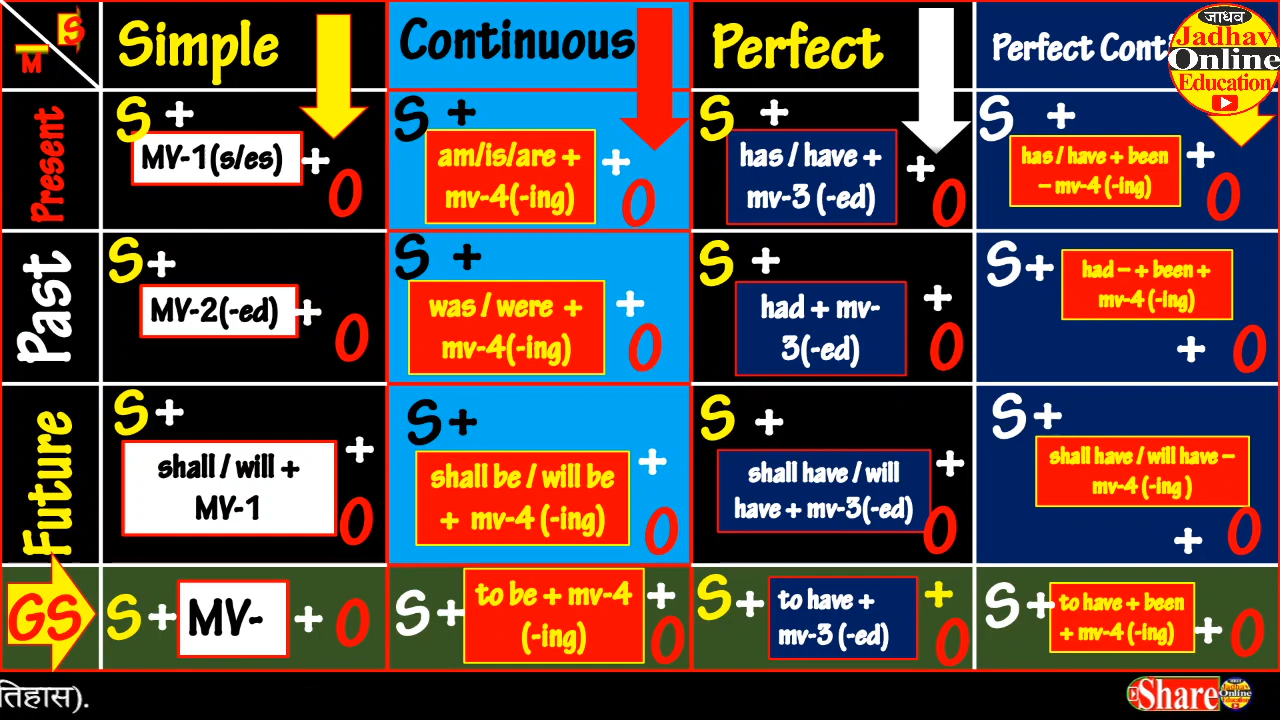 M S Simple Continuous Perfect Perfect Cont
जाधव
Jadhav
Online
Education
Present
S + MV-1(s/es) + O
S + am/is/are +
mv-4(-ing) + O
S + has / have +
mv-3 (-ed) + O
S + has / have + been
– mv-4 (-ing) + O
Past
S+ MV-2(-ed) + O
S + was / were +
mv-4(-ing) + O
S + had + mv-
3(-ed) + O
S+ had – + been +
mv-4 (-ing) + O
Future
S+ shall / will +
MV-1 + O
S+ shall be / will be
+ mv-4 (-ing) + O
S + shall have / will
have + mv-3(-ed) + O
S+ shall have / will have –
mv-4 (-ing ) + O
GS
S+ MV- + O
S+ to be + mv-4
(-ing) + O
S+ to have +
mv-3 (-ed) + O
S+ to have + been
+ mv-4 (-ing) + O
तिहास).
Share
Jadhav
Online